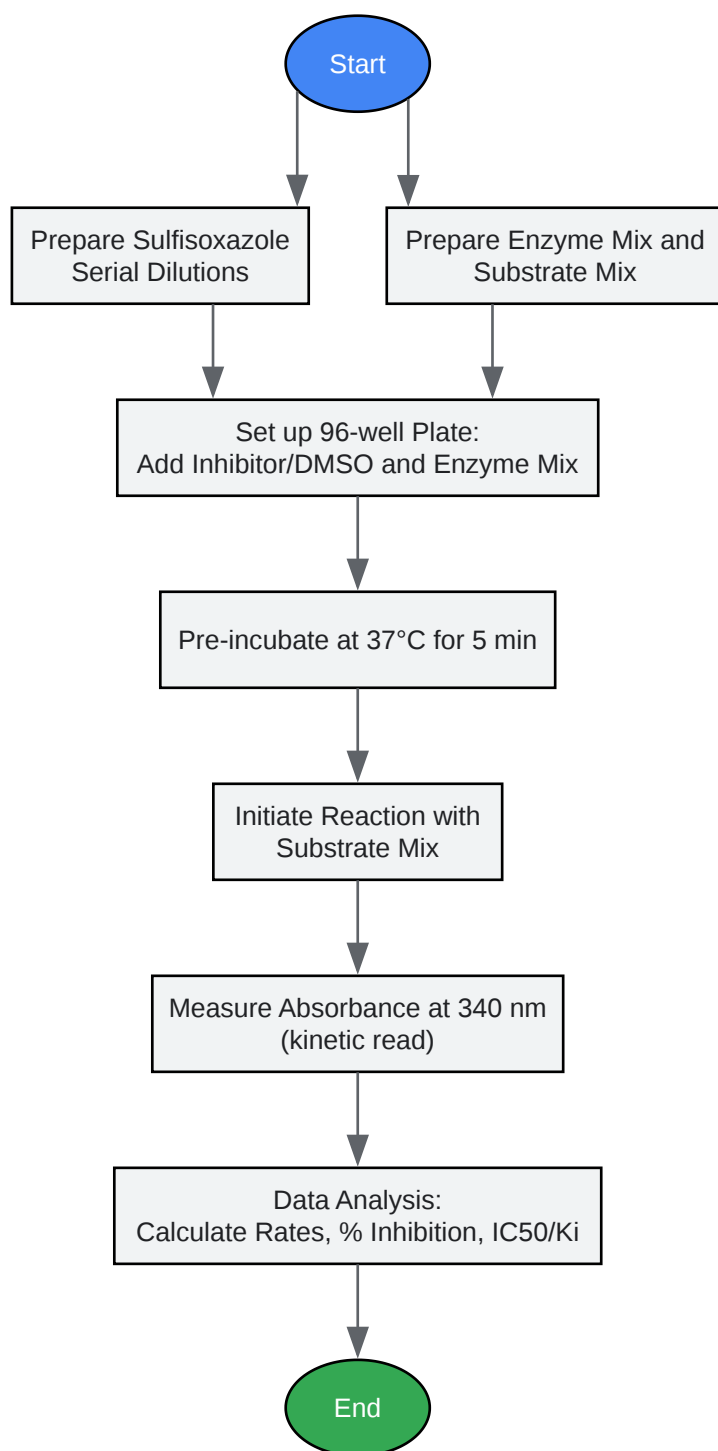 Start
Prepare Sulfisoxazole
Serial Dilutions
Prepare Enzyme Mix and
Substrate Mix
Set up 96-well Plate:
Add Inhibitor/DMSO and Enzyme Mix
Pre-incubate at 37°C for 5 min
Initiate Reaction with
Substrate Mix
Measure Absorbance at 340 nm
(kinetic read)
Data Analysis:
Calculate Rates, % Inhibition, IC50/Ki
End